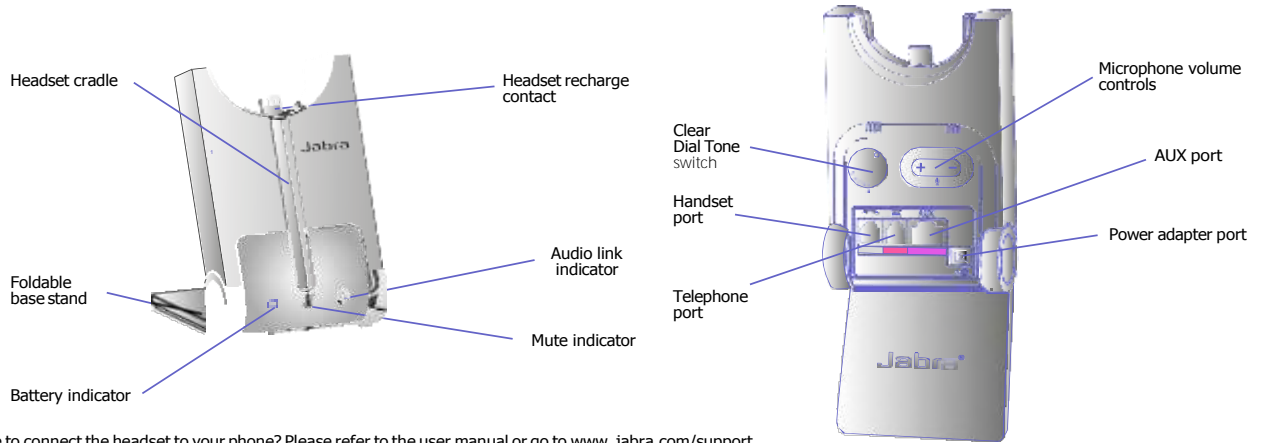 Headset cradle
Headset recharge
contact
Jabra
Audio link
indicator
Foldable
base stand
Mute indicator
Battery indicator
Microphone volume
controls
Clear
Dial Tone
switch
AUX port
+ −
Handset
port
Power adapter port
Telephone
port
Jabra
to connect the headset to your phone? Please refer to the user manual or go to www. jabra.com/support